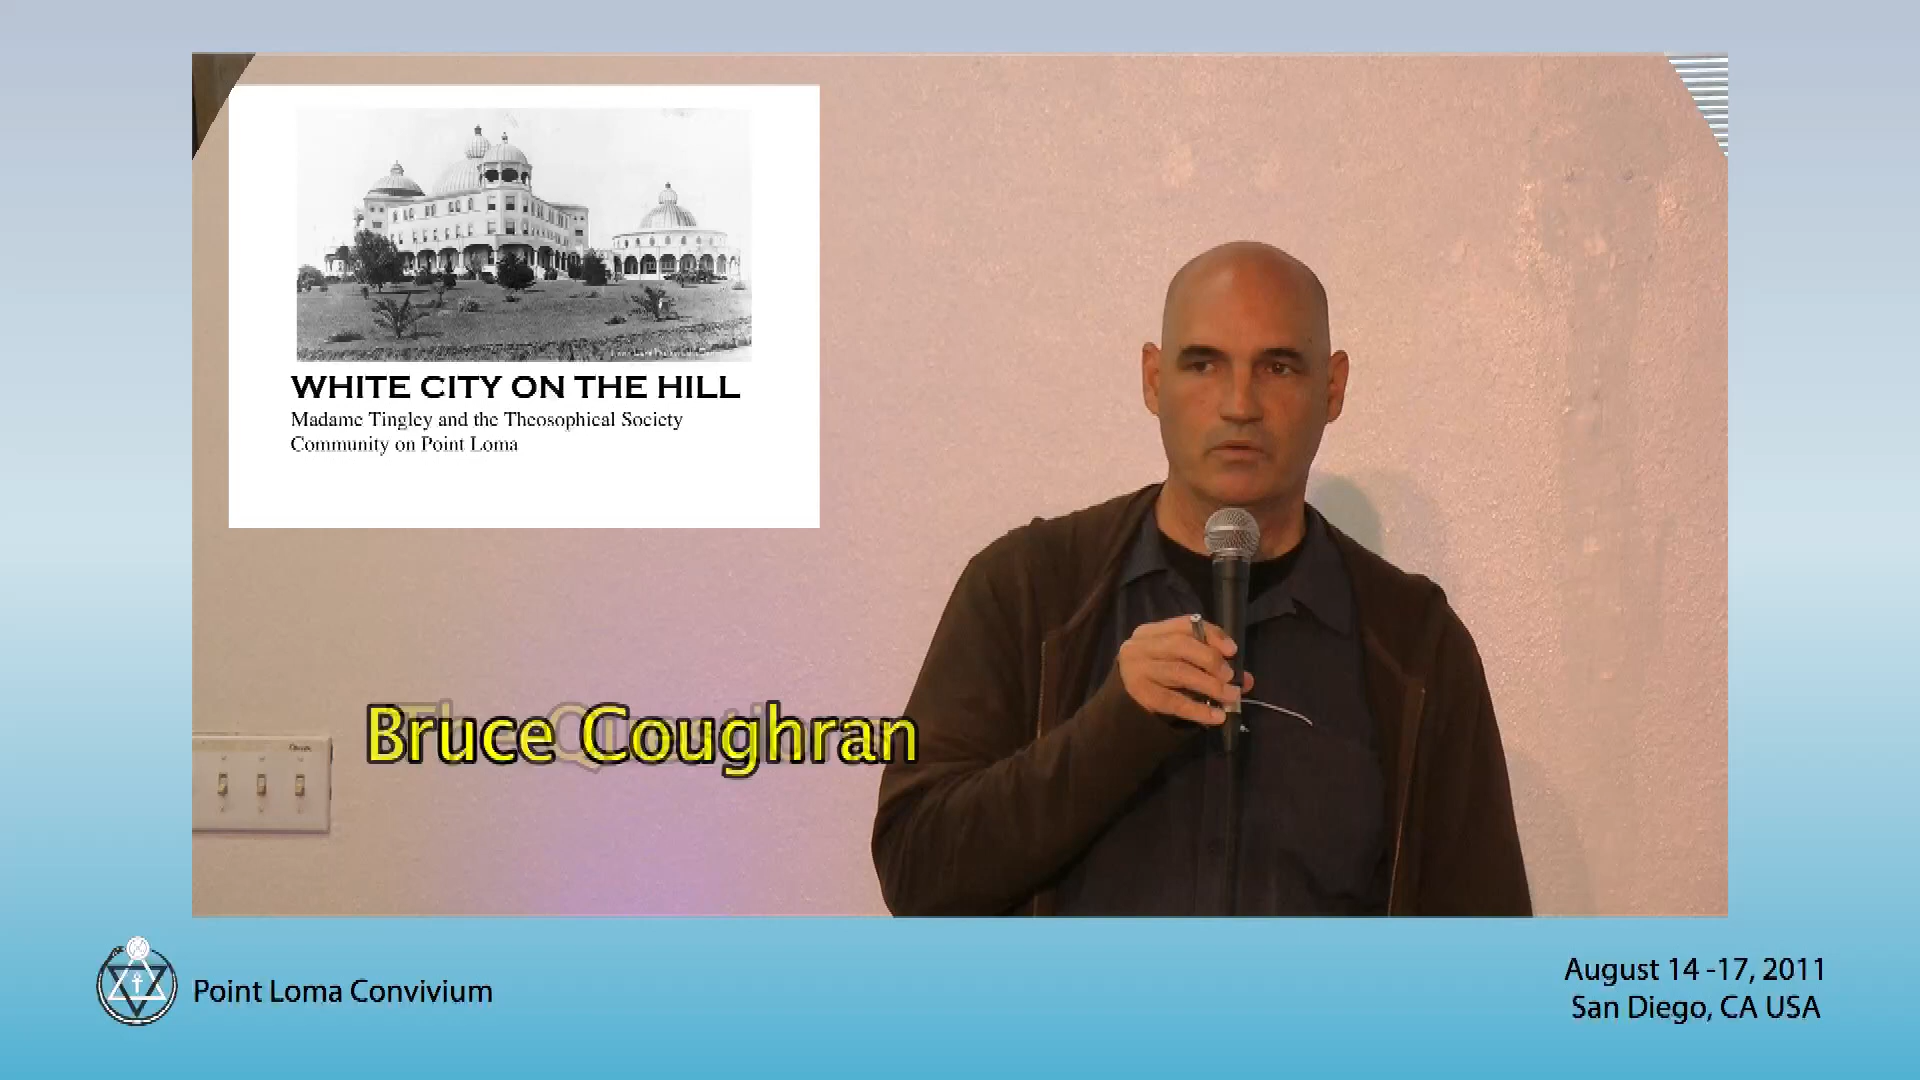 WHITE CITY ON THE HILL
Madame Tingley and the Theosophical Society
Community on Point Loma
Bruce Coughran
Point Loma Convivium
August 14 -17, 2011
San Diego, CA USA